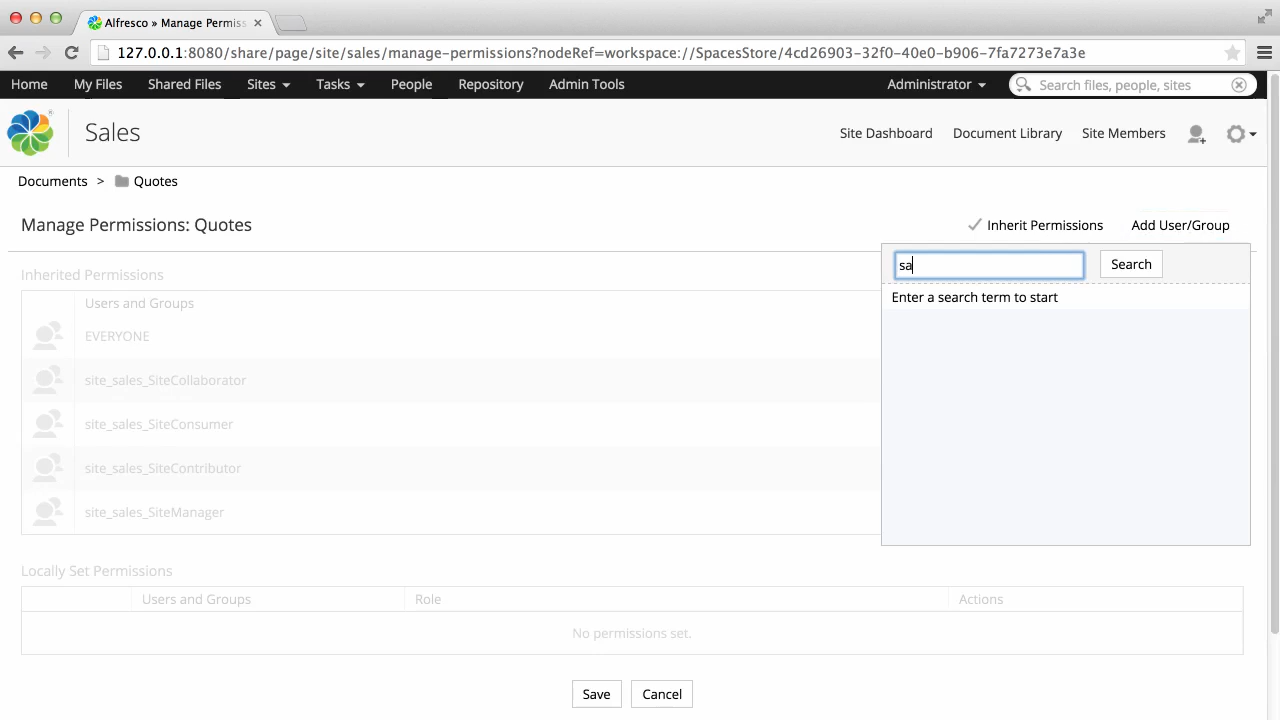 Alfresco » Manage Permiss
127.0.0.1:8080/share/page/site/sales/manage-permissions?nodeRef=workspace://SpacesStore/4cd26903-32f0-40e0-b906-7fa7273e7a3e
Home My Files Shared Files Sites Tasks People Repository Admin Tools Administrator Search files, people, sites
Sales Site Dashboard Document Library Site Members
Documents > Quotes
Manage Permissions: Quotes Inherit Permissions Add User/Group
sa Search
Enter a search term to start
Inherited Permissions
Users and Groups
EVERYONE
site_sales_SiteCollaborator
site_sales_SiteConsumer
site_sales_SiteContributor
site_sales_SiteManager
Locally Set Permissions
Users and Groups Role Actions
No permissions set.
Save Cancel